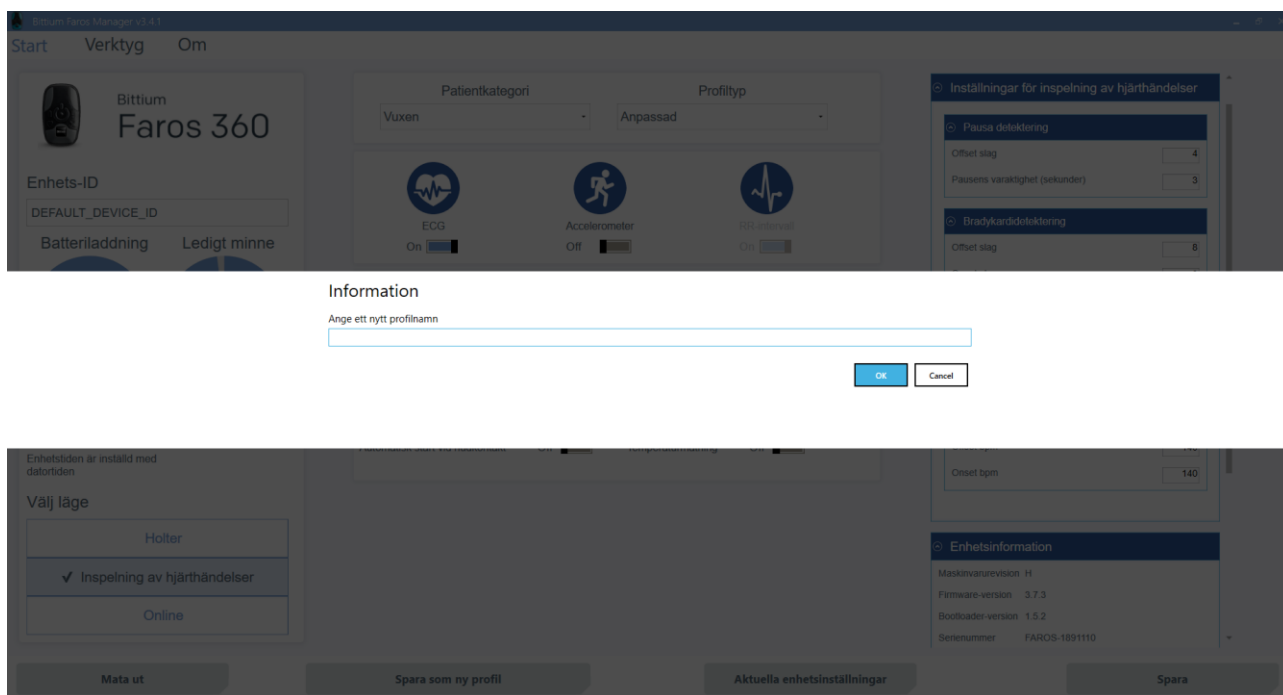 Bittium Faros Manager v3.4.1
Start Verktyg Om
Bittium
Faros 360
Enhets-ID
DEFAULT_DEVICE_ID
Batteriladdning Ledigt minne
Patientkategori Profiltyp
Vuxen Anpassad
ECG Accelerometer RR intervall
On Off On
Inställningar för inspelning av hjärthändelser
Pausa detektering
Offset slag 4
Pausens varaktighet (sekunder) 3
Bradykardidetektering
Offset slag 8
Information
Ange ett nytt profilnamn
OK Cancel
Enhetstiden är inställd med
datortiden
Välj läge
Holter
✔ Inspelning av hjärthändelser
Online
Onset bpm 140
Enhetsinformation
Maskinvarurevision H
Firmware-version 3.7.3
Bootloader-version 1.5.2
Serienummer FAROS-1891110
Mata ut Spara som ny profil Aktuella enhetsinställningar Spara